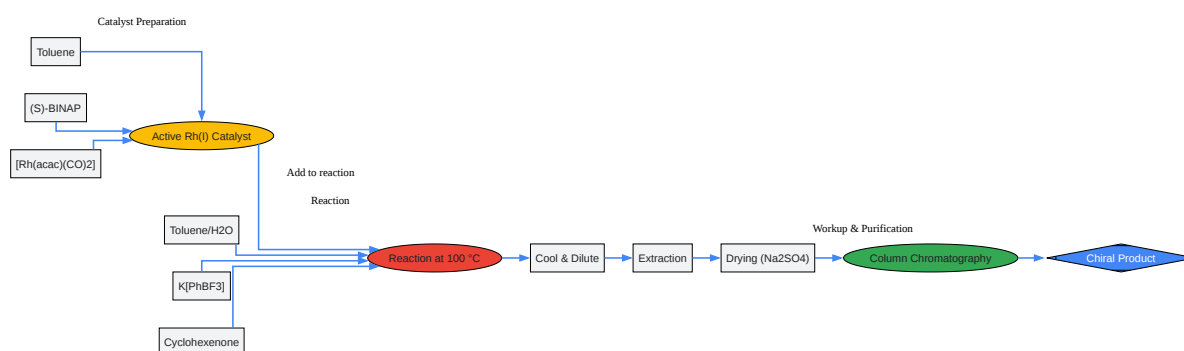 Catalyst Preparation
Toluene
(S)-BINAP
Active Rh(I) Catalyst
[Rh(acac)(CO)2]
Add to reaction
Reaction
Toluene/H2O
Workup & Purification
Reaction at 100 °C
Cool & Dilute
Extraction
Drying (Na2SO4)
Column Chromatography
Chiral Product
K[PhBF3]
Cyclohexenone